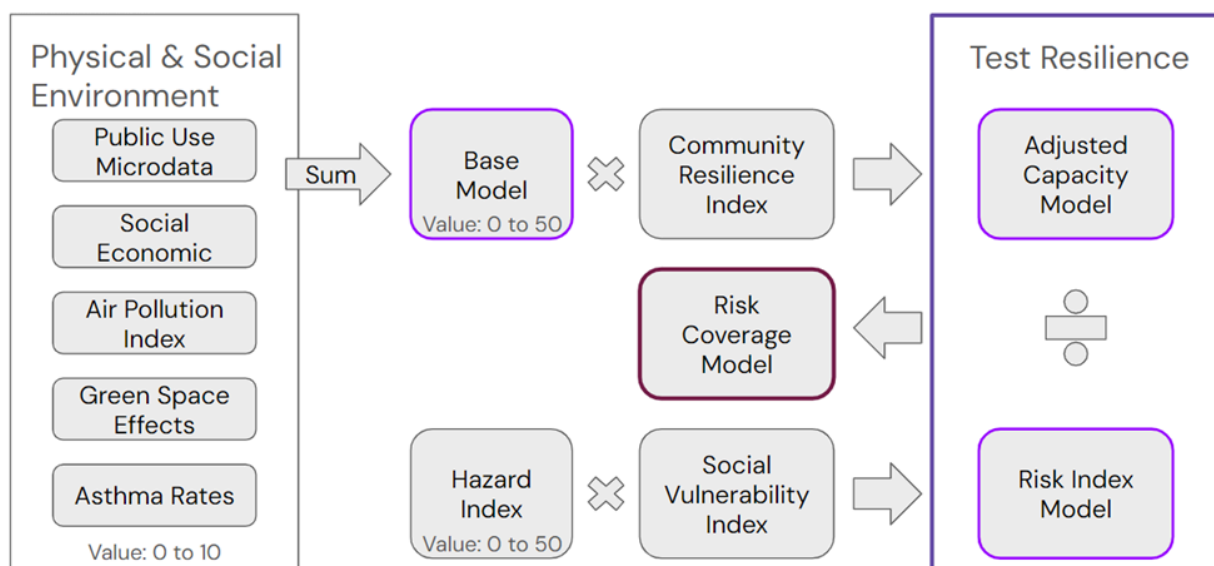 Physical & Social
Environment
Public Use
Microdata
Social
Economic
Air Pollution
Index
Green Space
Effects
Asthma Rates
Value: 0 to 10
Sum
Base
Model
Value: 0 to 50
Community
Resilience
Index
Risk
Coverage
Model
Hazard
Index
Value: 0 to 50
Social
Vulnerability
Index
Test Resilience
Adjusted
Capacity
Model
Risk Index
Model